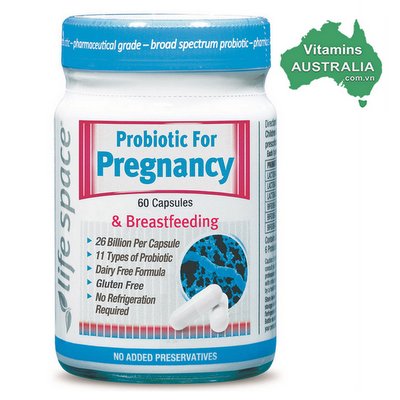 Vitamins
AUSTRALIA
.com.vn
pharmaceutical grade – broad spectrum probiotic
life space
Probiotic For
Pregnancy
60 Capsules
& Breastfeeding
• 26 Billion Per Capsule
• 11 Types of Probiotic
• Dairy Free Formula
• Gluten Free
• No Refrigeration
Required
NO ADDED PRESERVATIVES